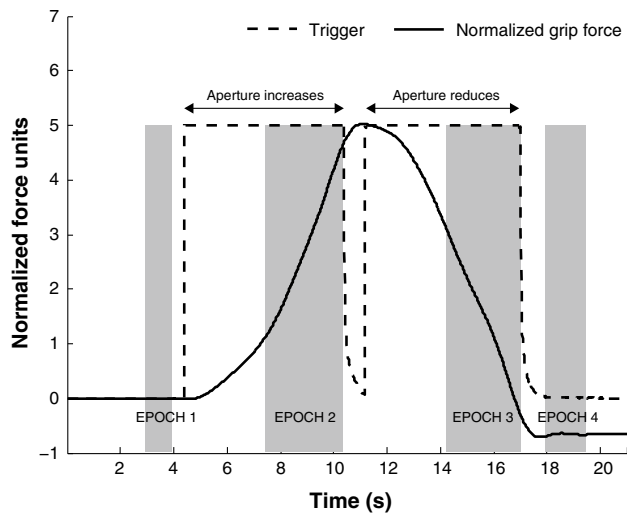 Trigger
Normalized grip force
Aperture increases
Aperture reduces
Normalized force units
7
6
5
4
3
2
1
0
−1
EPOCH 1
EPOCH 2
EPOCH 3
EPOCH 4
2 4 6 8 10 12 14 16 18 20
Time (s)